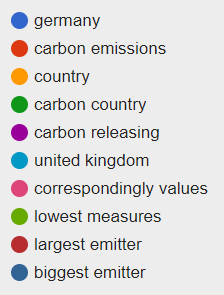 germany
carbon emissions
country
carbon country
carbon releasing
united kingdom
correspondingly values
lowest measures
largest emitter
biggest emitter